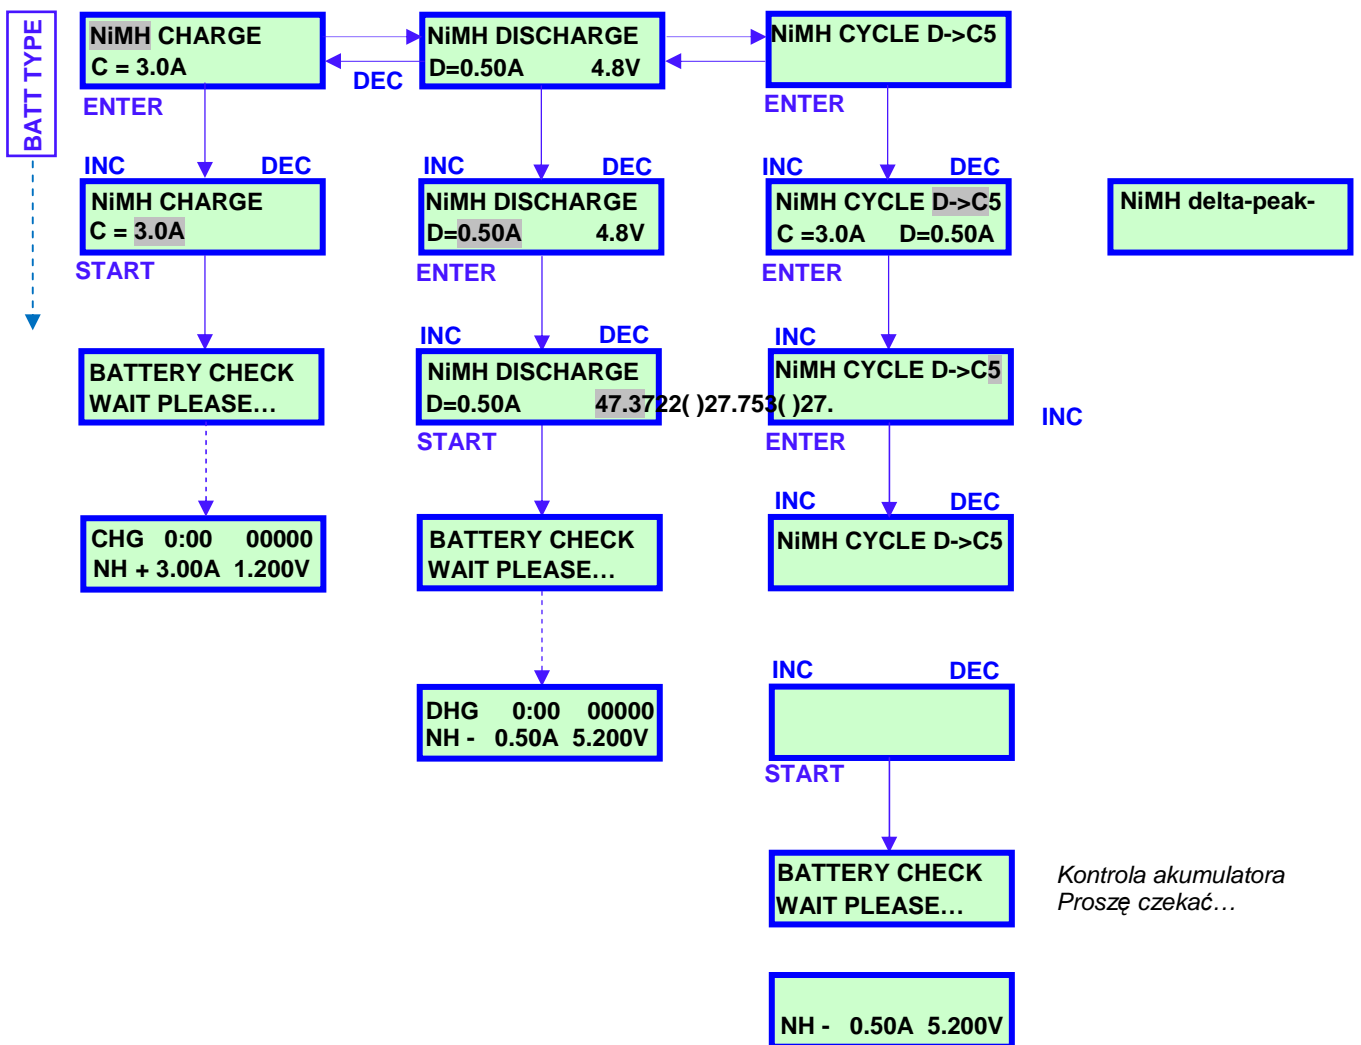 BATT TYPE
NiMH CHARGE
C = 3.0A
NiMH DISCHARGE
D=0.50A 4.8V
NiMH CYCLE D->C5
DEC
ENTER
ENTER
INC DEC
INC DEC
INC DEC
NiMH CHARGE
C = 3.0A
NiMH DISCHARGE
D=0.50A 4.8V
NiMH CYCLE D->C5
C =3.0A D=0.50A
NiMH delta-peak-
START
ENTER
ENTER
INC DEC
INC
BATTERY CHECK
WAIT PLEASE...
NiMH DISCHARGE
D=0.50A 47.3722( )27.753( )27.
NiMH CYCLE D->C5
INC
START
ENTER
INC DEC
CHG 0:00 00000
NH + 3.00A 1.200V
BATTERY CHECK
WAIT PLEASE...
NiMH CYCLE D->C5
INC DEC
DHG 0:00 00000
NH - 0.50A 5.200V
START
BATTERY CHECK
WAIT PLEASE...
Kontrola akumulatora
Proszę czekać...
NH - 0.50A 5.200V